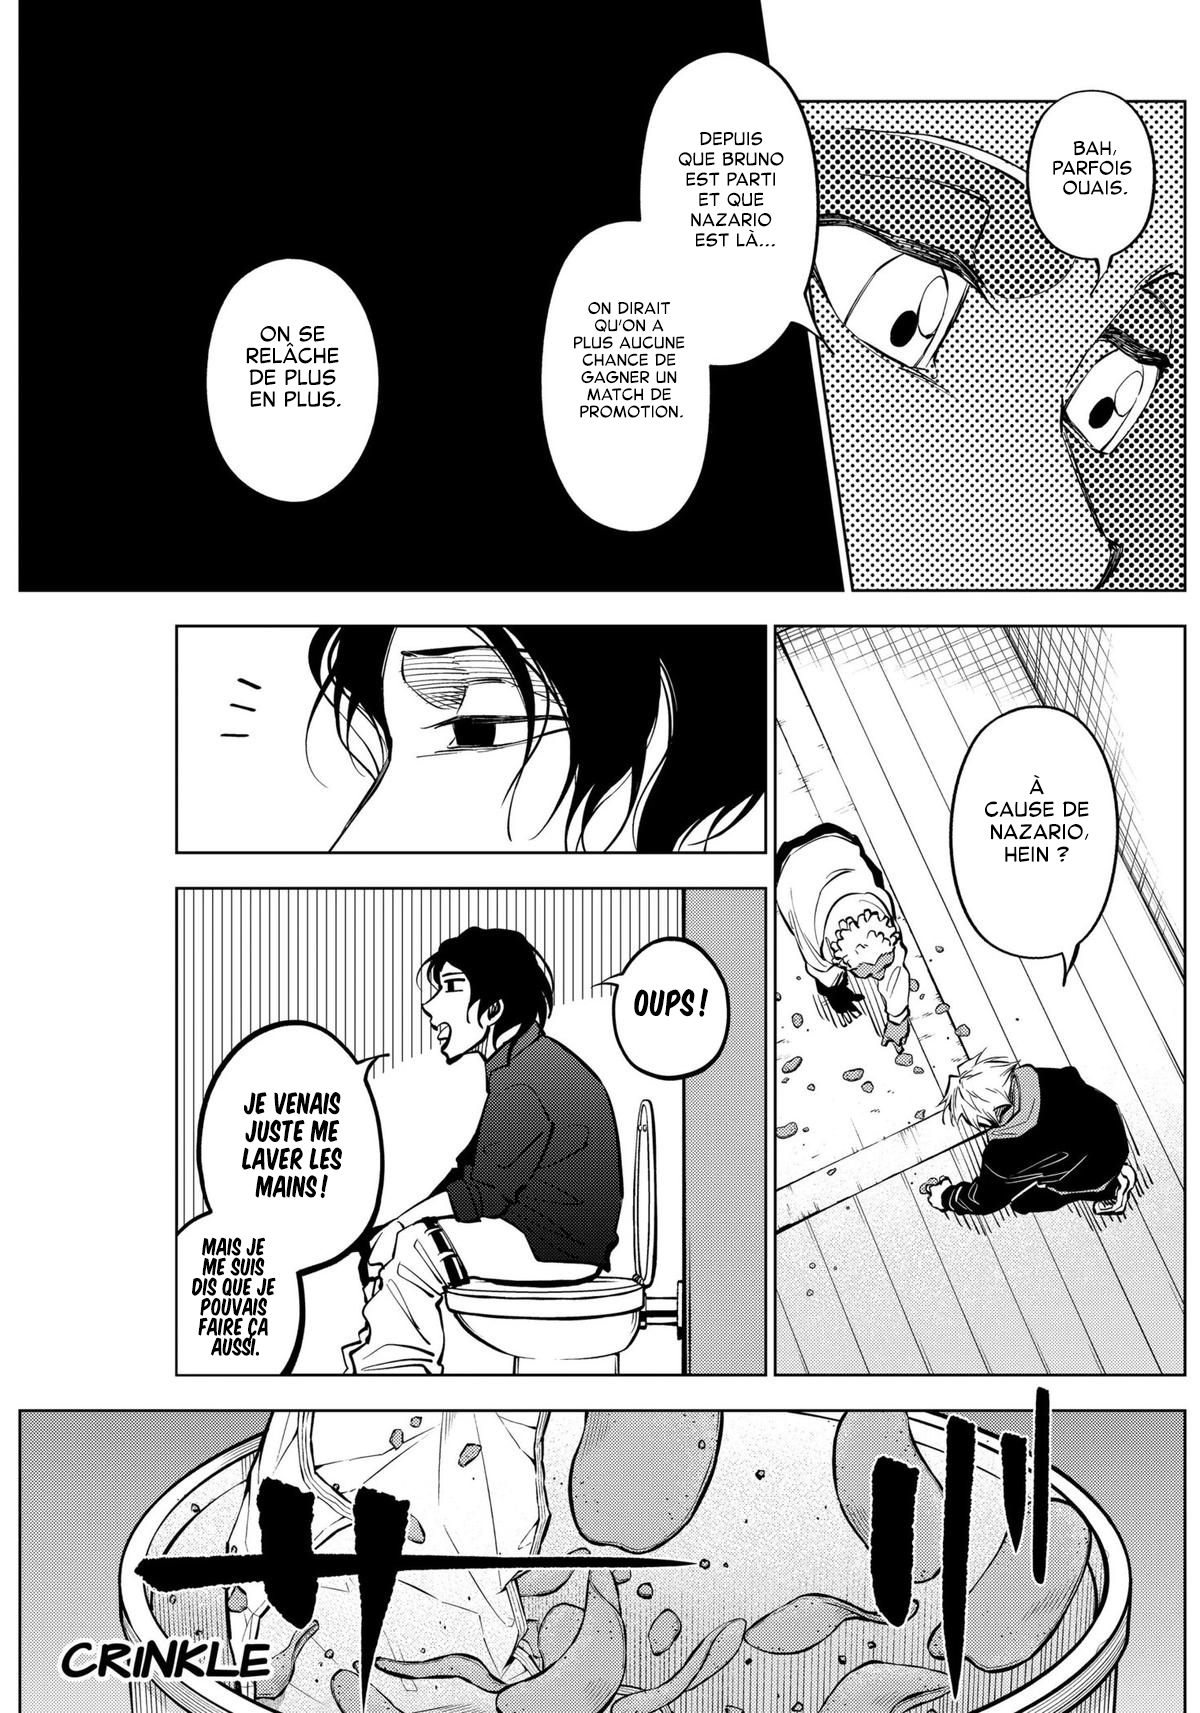 BAH,
PARFOIS
OUAIS.
DEPUIS
QUE BRUNO
EST PARTI
ET QUE
NAZARIO
EST LÀ...
ON DIRAIT
QU'ON A
PLUS AUCUNE
CHANCE DE
GAGNER UN
MATCH DE
PROMOTION.
ON SE
RELÂCHE
DE PLUS
EN PLUS.
À
CAUSE DE
NAZARIO,
HEIN ?
OUPS !
JE VENAIS
JUSTE ME
LAVER LES
MAINS !
MAIS JE
ME SUIS
DIS QUE JE
POUVAIS
FAIRE ÇA
AUSSI.
ザザッ
CRINKLE